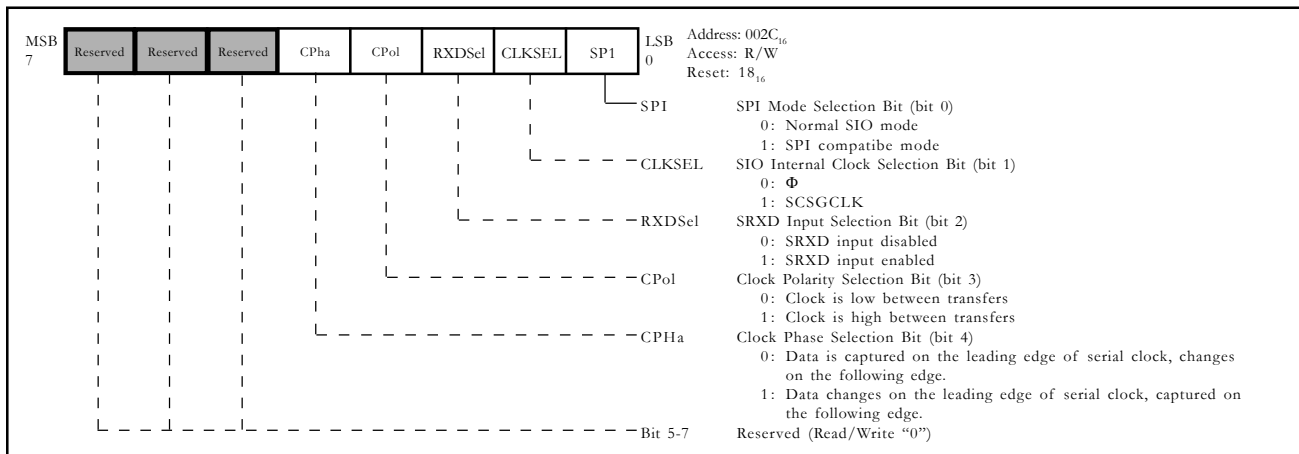 MSB
7
Reserved Reserved Reserved CPha CPol RXDSel CLKSEL SP1
LSB
0
Address: 002C₁₆
Access: R/W
Reset: 18₁₆
SPI SPI Mode Selection Bit (bit 0)
0: Normal SIO mode
1: SPI compatibe mode
CLKSEL SIO Internal Clock Selection Bit (bit 1)
0: Φ
1: SCSGCLK
RXDSel SRXD Input Selection Bit (bit 2)
0: SRXD input disabled
1: SRXD input enabled
CPol Clock Polarity Selection Bit (bit 3)
0: Clock is low between transfers
1: Clock is high between transfers
CPHa Clock Phase Selection Bit (bit 4)
0: Data is captured on the leading edge of serial clock, changes
on the following edge.
1: Data changes on the leading edge of serial clock, captured on
the following edge.
Bit 5-7 Reserved (Read/Write “0”)